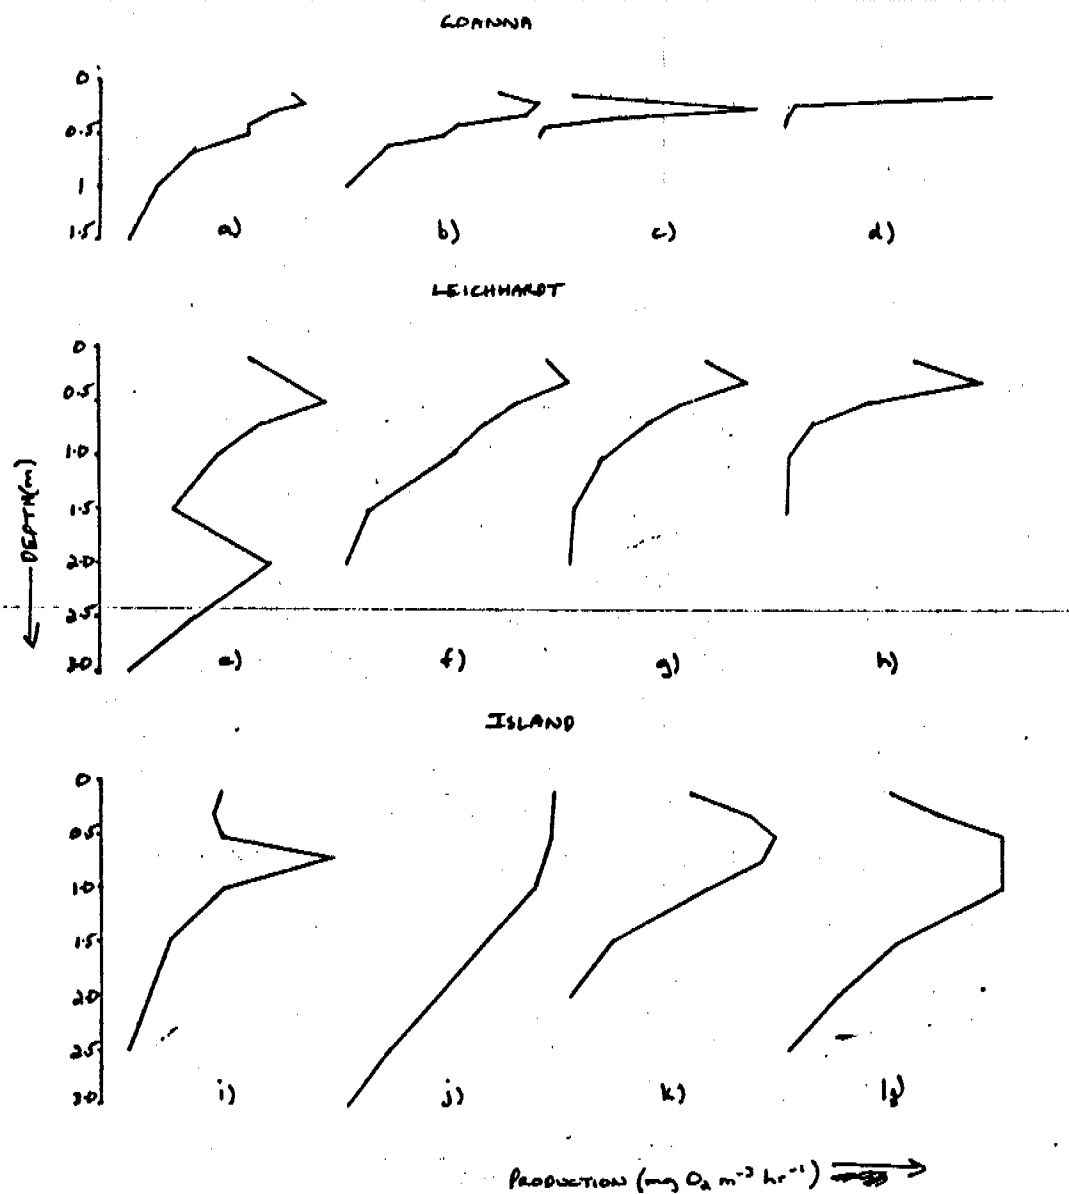 GOANNA
0
0.5
1
1.5
a) b) c) d)
LEICHHARDT
0
0.5
1.0
1.5
2.0
2.5
3.0
DEPTH (m)
e) f) g) h)
ISLAND
0
0.5
1.0
1.5
2.0
2.5
3.0
i) j) k)
PRODUCTION (mg O₂ m⁻³ hr⁻¹)